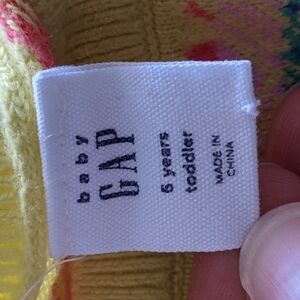 baby
GAP
5 years
toddler
MADE IN
CHINA